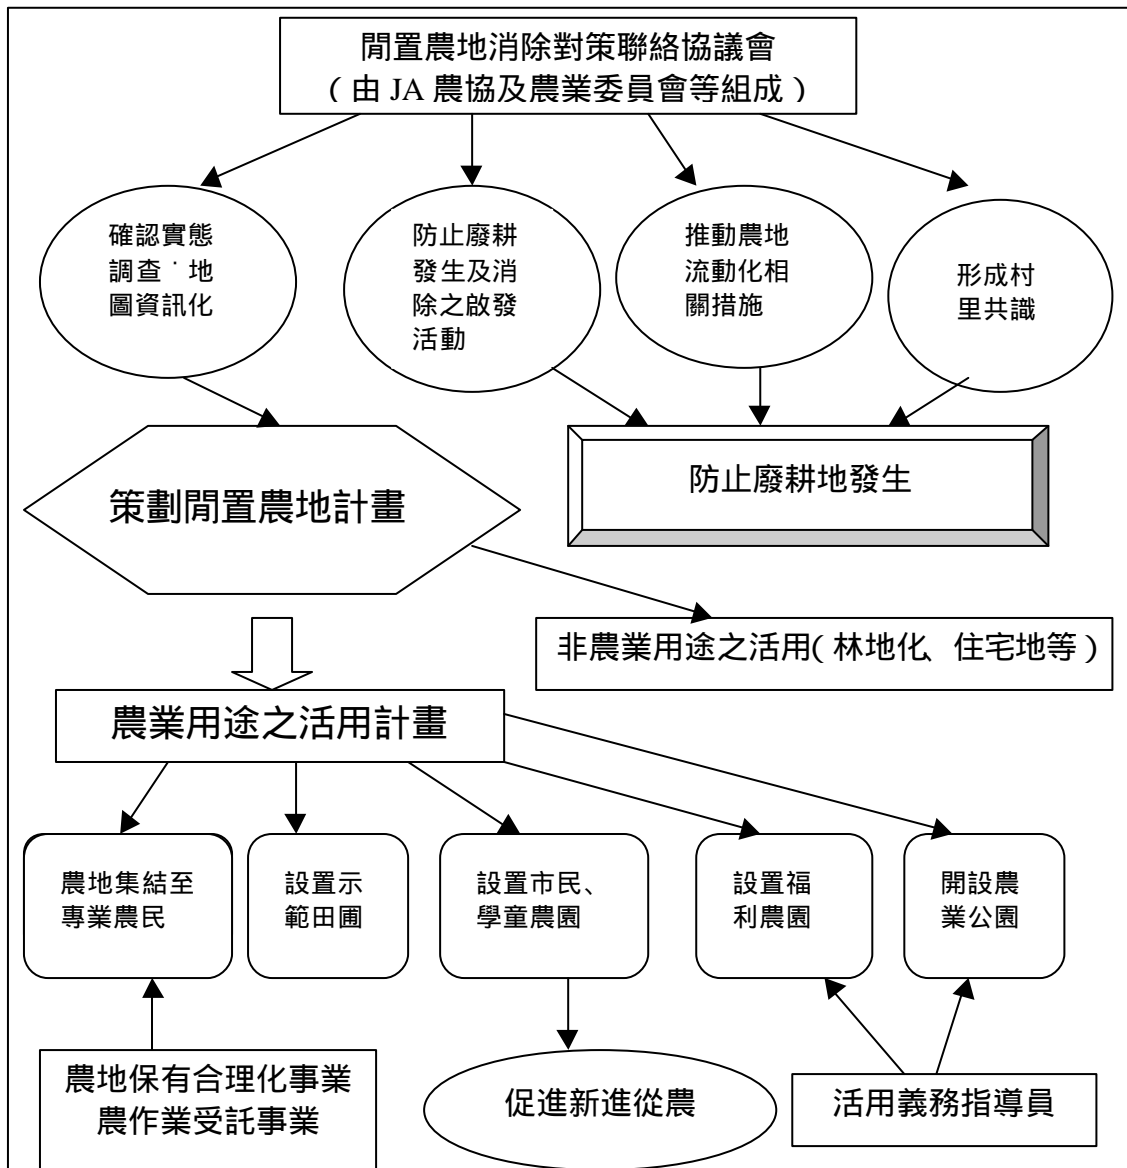 閒置農地消除對策聯絡協議會
（由 JA 農協及農業委員會等組成）
確認實態
調查˙地
圖資訊化
防止廢耕
發生及消
除之啟發
活動
推動農地
流動化相
關措施
形成村
里共識
策劃閒置農地計畫
防止廢耕地發生
非農業用途之活用（林地化、住宅地等）
農業用途之活用計畫
農地集結至
專業農民
設置示
範田圃
設置市民、
學童農園
設置福
利農園
開設農
業公園
農地保有合理化事業
農作業受託事業
促進新進從農
活用義務指導員